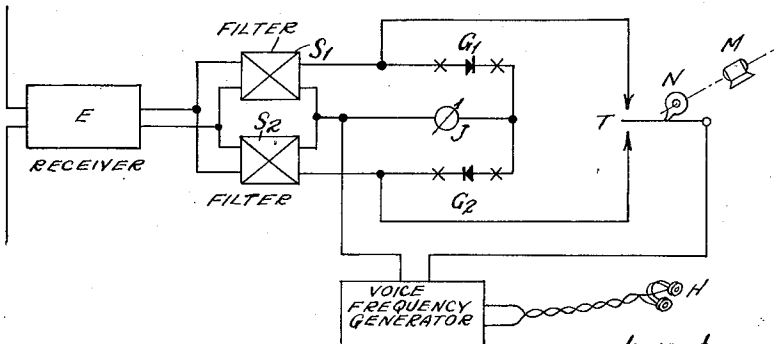 FILTER
S1
G1
M
N
E
J
T
S2
RECEIVER
FILTER
G2
VOICE
FREQUENCY
GENERATOR
H